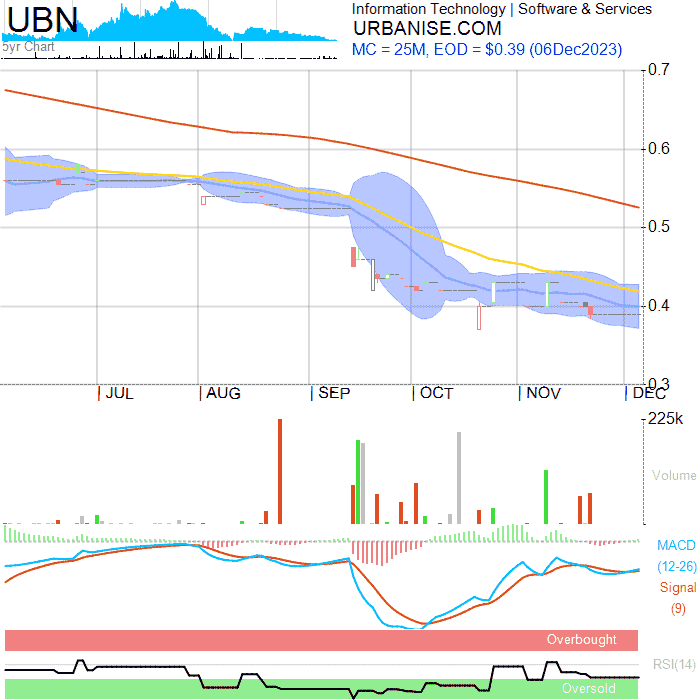 UBN
5yr Chart
Information Technology | Software & Services
URBANISE.COM
MC = 25M, EOD = $0.39 (06Dec2023)
0.7
0.6
0.5
0.4
0.3
| JUL | AUG | SEP | OCT | NOV | DEC
225k
Volume
MACD
(12-26)
Signal
(9)
Overbought
RSI(14)
Oversold